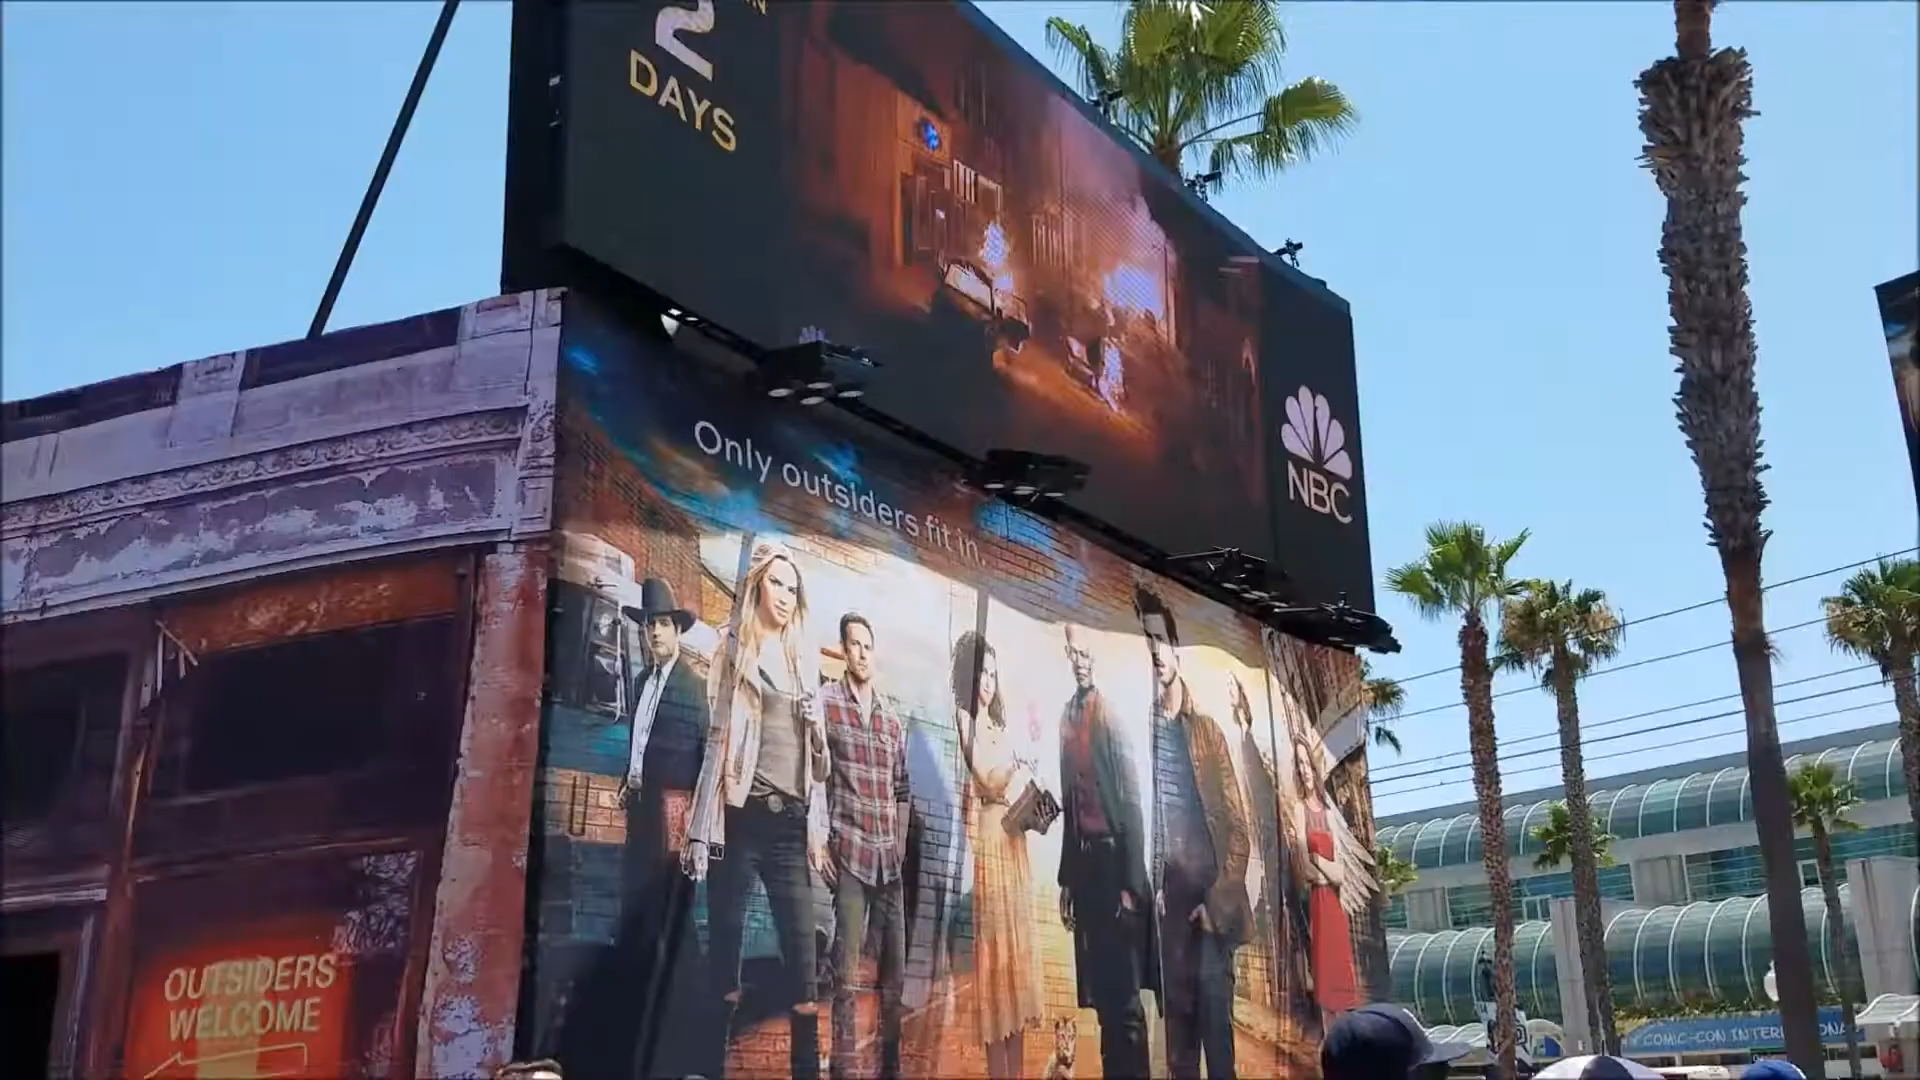 2
DAYS
NBC
Only outsiders fit in.
OUTSIDERS
WELCOME
COMIC-CON INTERNATIONAL